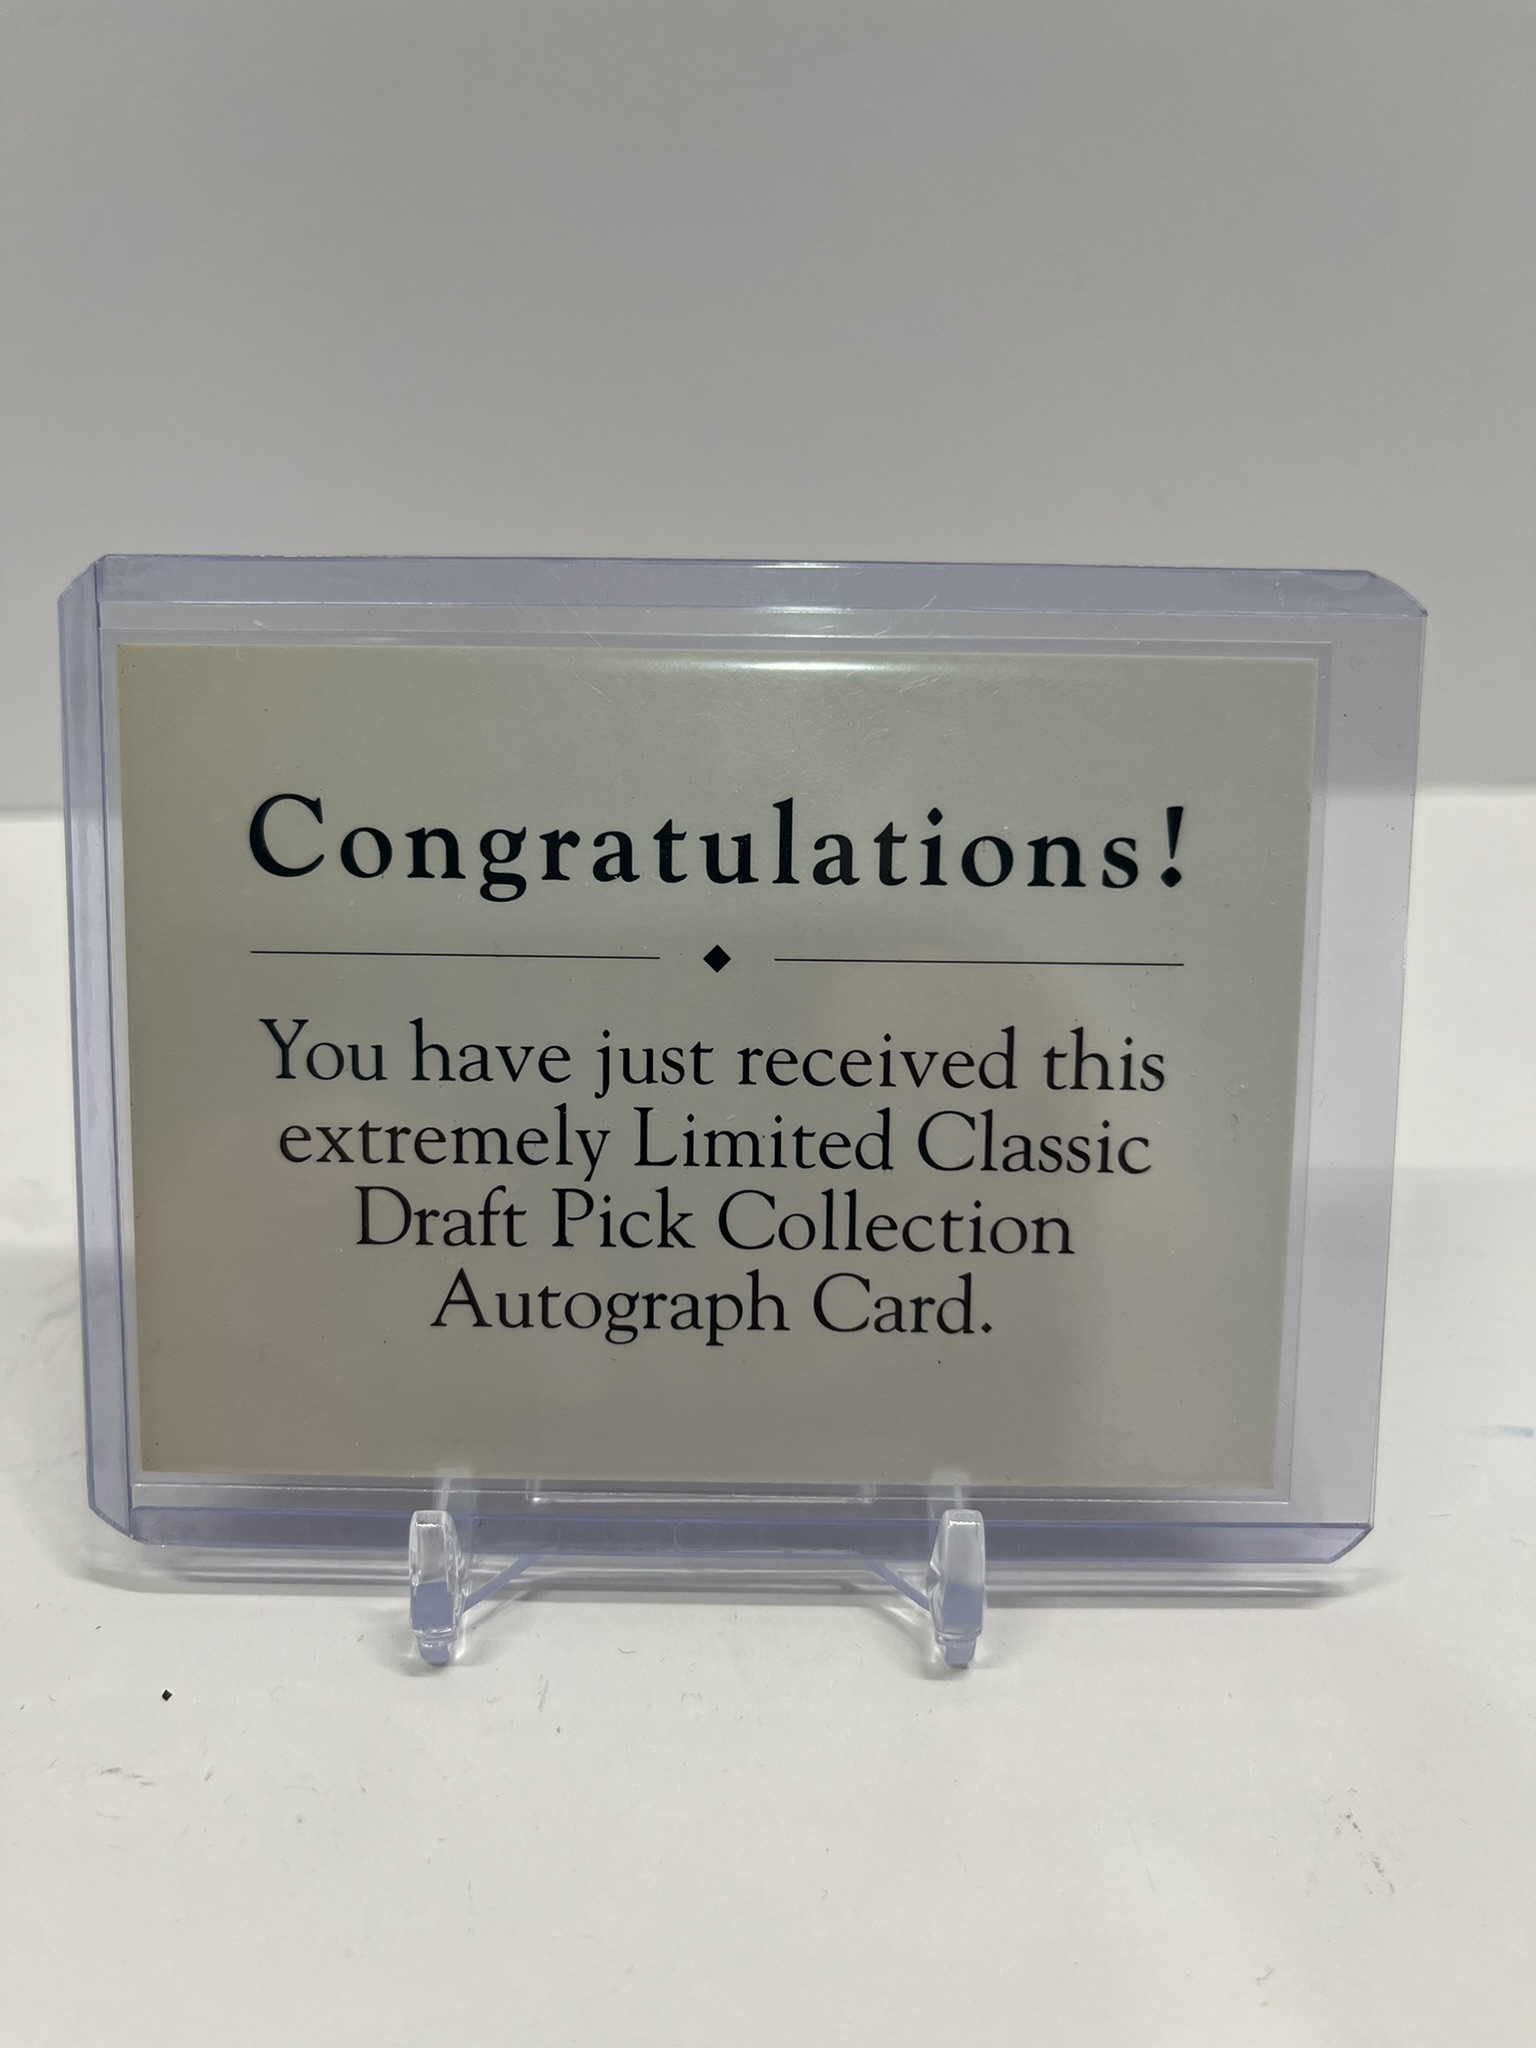 Congratulations!
You have just received this
extremely Limited Classic
Draft Pick Collection
Autograph Card.